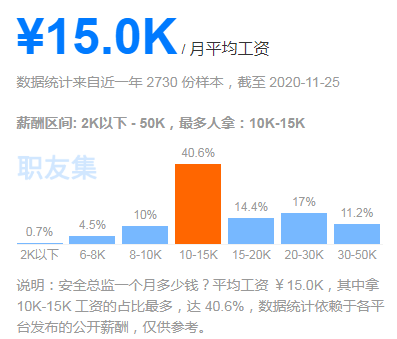 ¥15.0K / 月平均工资
数据统计来自近一年 2730 份样本，截至 2020-11-25
薪酬区间: 2K以下 - 50K，最多人拿：10K-15K
职友集
0.7% 4.5% 10% 40.6% 14.4% 17% 11.2%
2K以下 6-8K 8-10K 10-15K 15-20K 20-30K 30-50K
说明：安全总监一个月多少钱？平均工资 ￥15.0K，其中拿
10K-15K 工资的占比最多，达 40.6%，数据统计依赖于各平
台发布的公开薪酬，仅供参考。